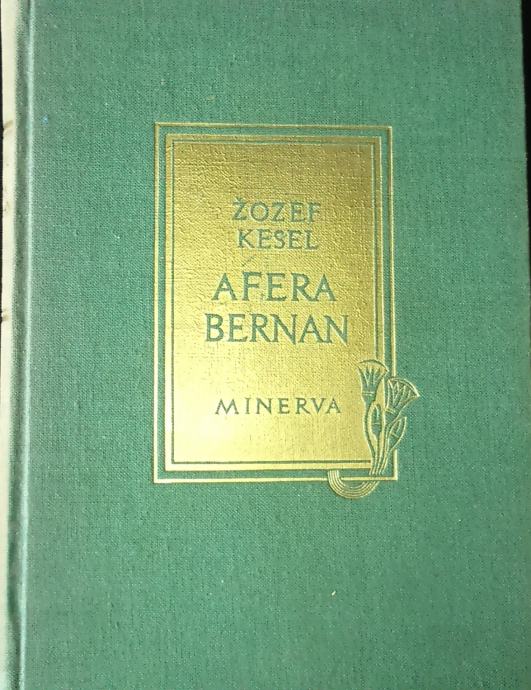 ŽOZEF
KESEL
AFERA
BERNAN
MINERVA